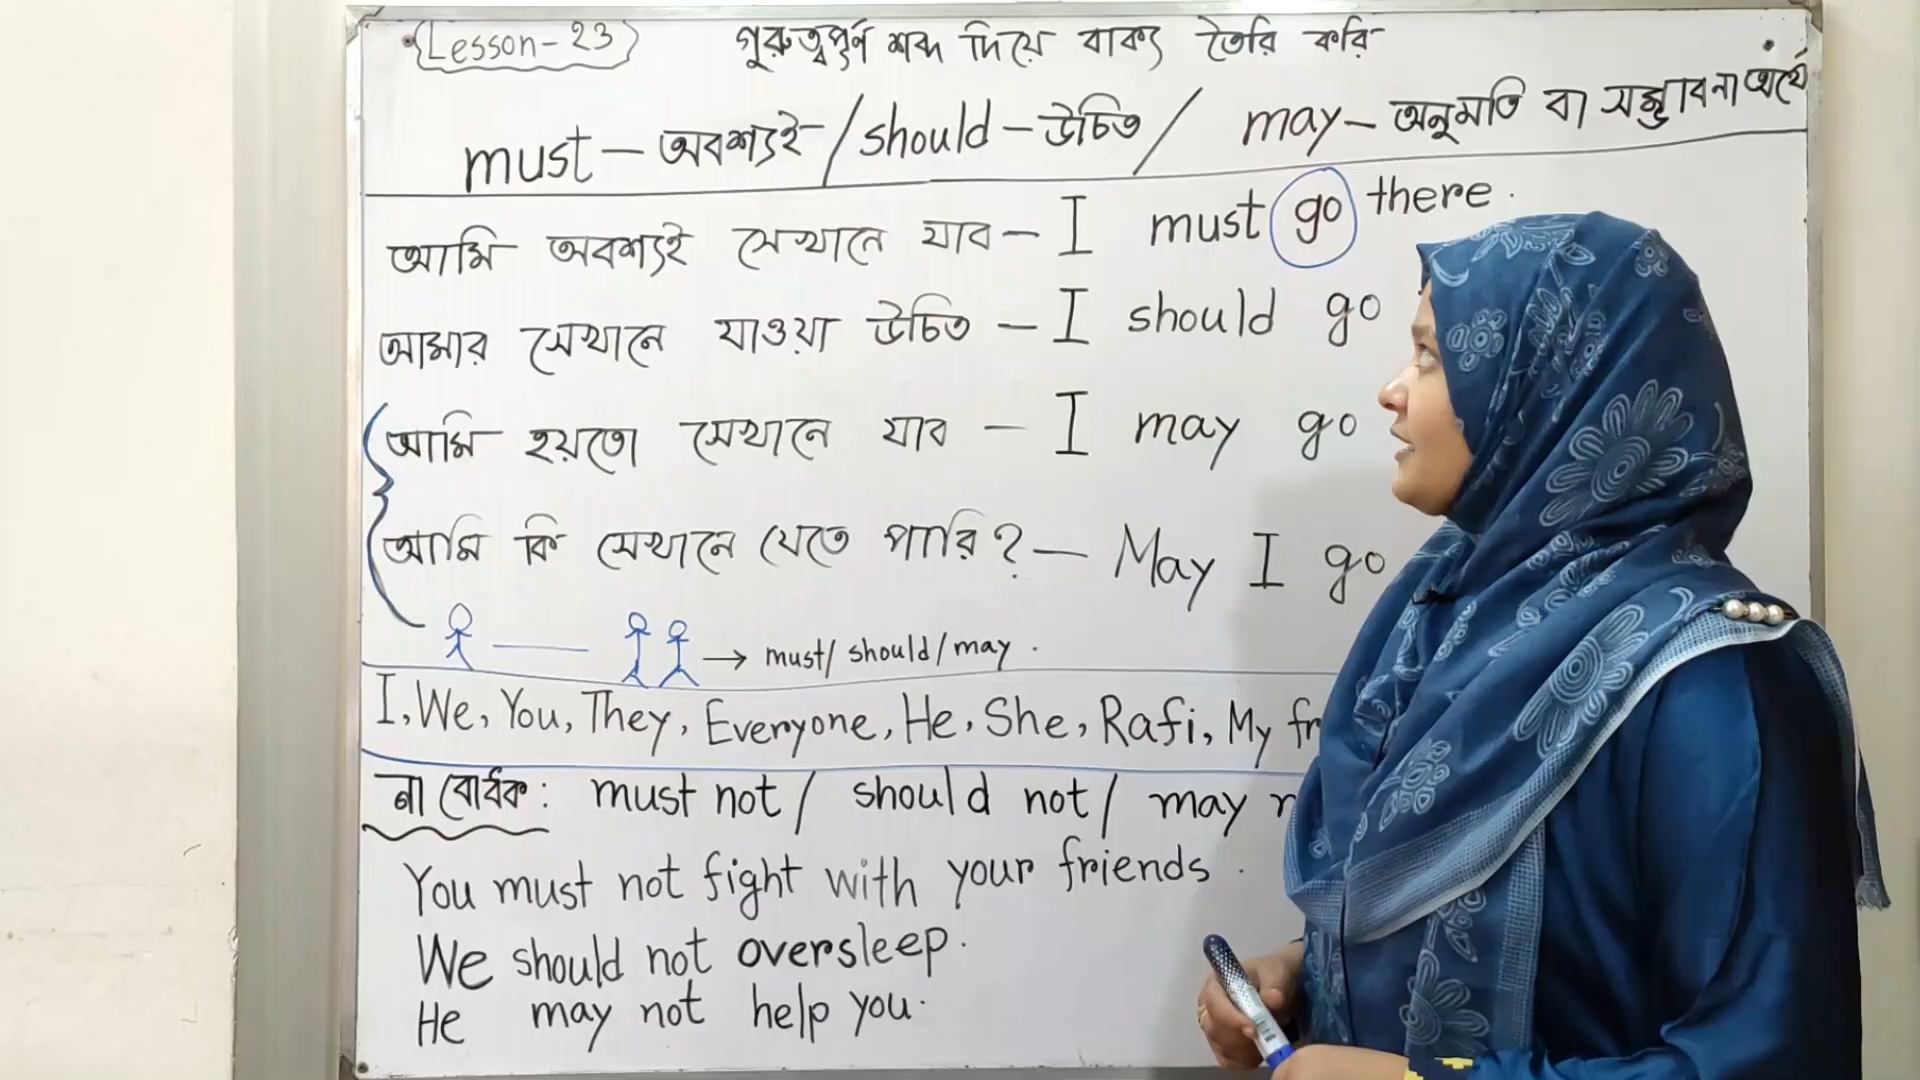 Lesson-23 গুরুত্বপূর্ণ শব্দ দিয়ে বাক্য তৈরি করি
must – অবশ্যই / should – উচিত / may – অনুমতি বা সম্ভাবনা অর্থে
আমি অবশ্যই সেখানে যাব – I must go there.
আমার সেখানে যাওয়া উচিত – I should go
আমি হয়তো সেখানে যাব – I may go
আমি কি সেখানে যেতে পারি? – May I go
→ must/ should/may.
I, We, You, They, Everyone, He, She, Rafi, My
না বোধক: must not/ should not/ may
You must not fight with your friends.
We should not oversleep.
He may not help you.